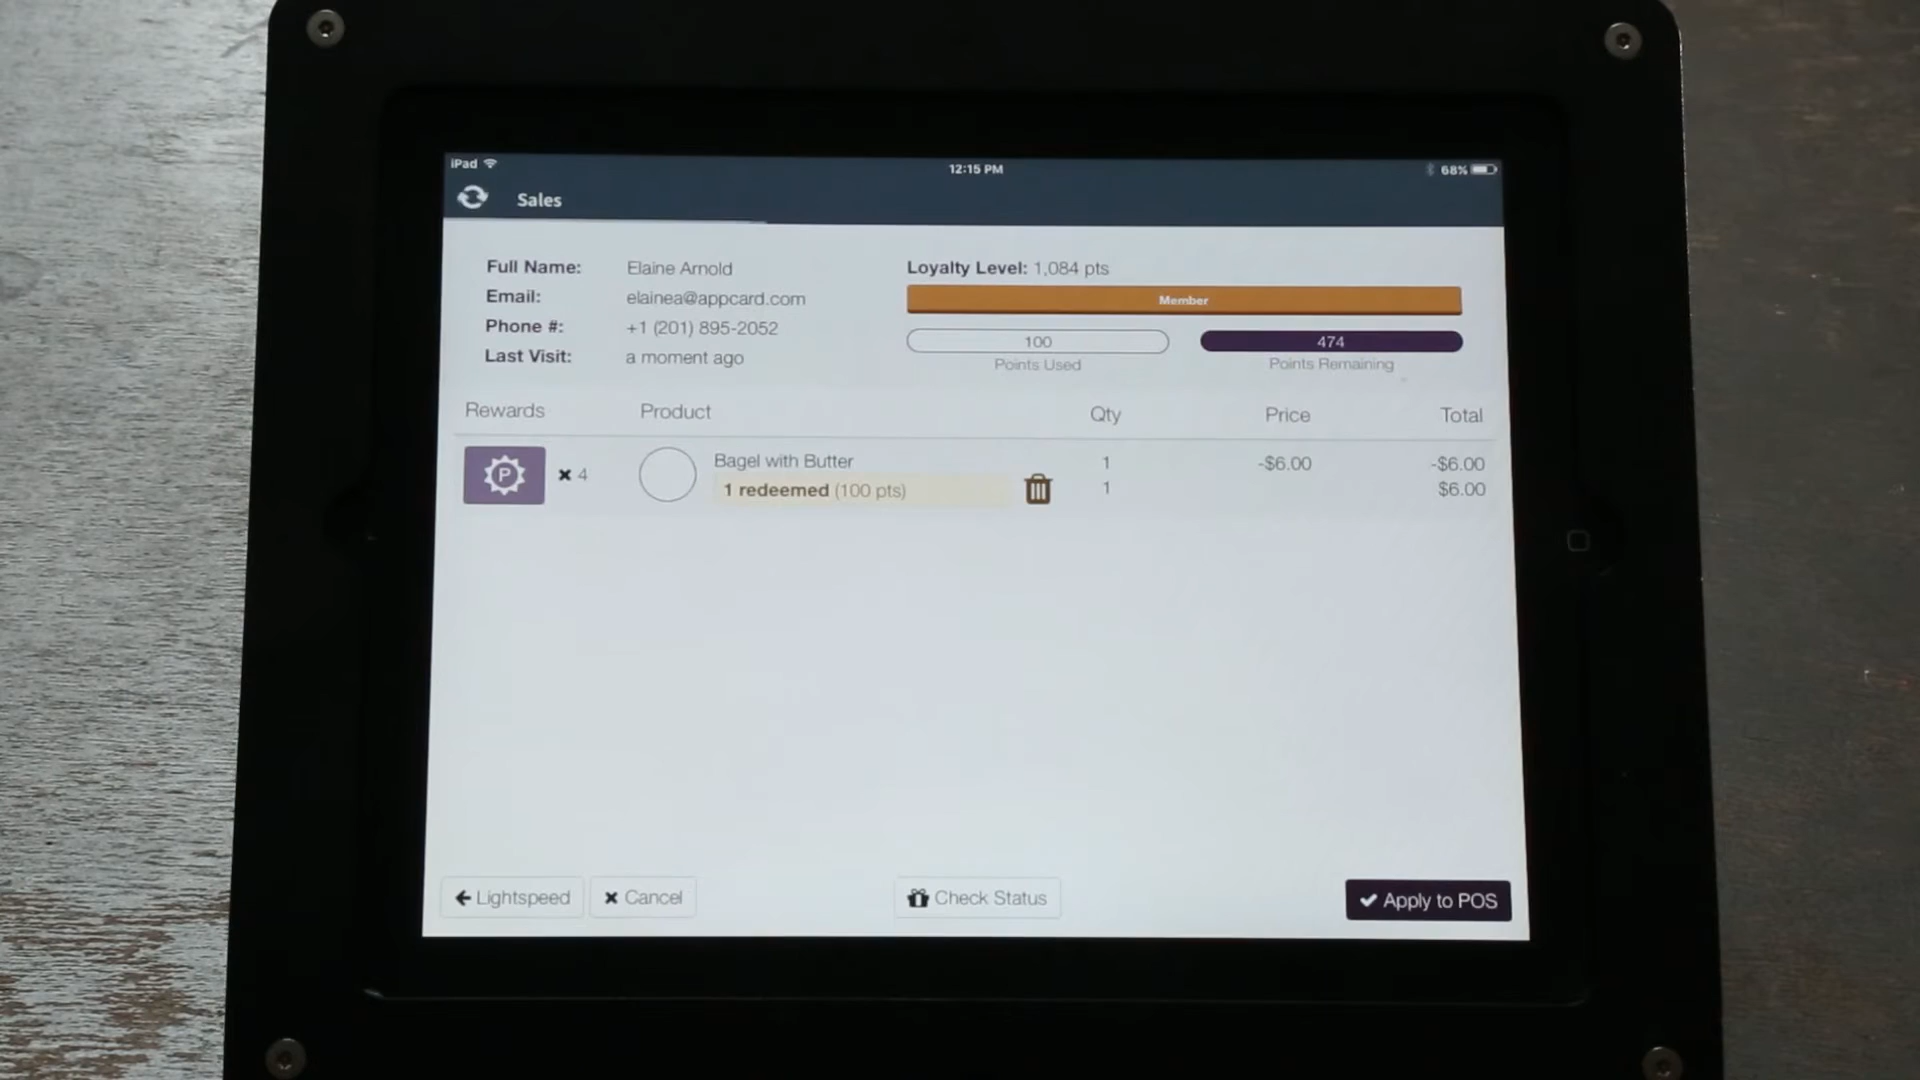 iPad
12:15 PM
68%
Sales
Full Name: Elaine Arnold
Email: elainea@appcard.com
Phone #: +1 (201) 895-2052
Last Visit: a moment ago
Loyalty Level: 1,084 pts
Member
100
Points Used
474
Points Remaining
Rewards Product Qty Price Total
P × 4
Bagel with Butter 1 -$6.00 -$6.00
1 redeemed (100 pts) 1 $6.00
Lightspeed
Cancel
Check Status
Apply to POS